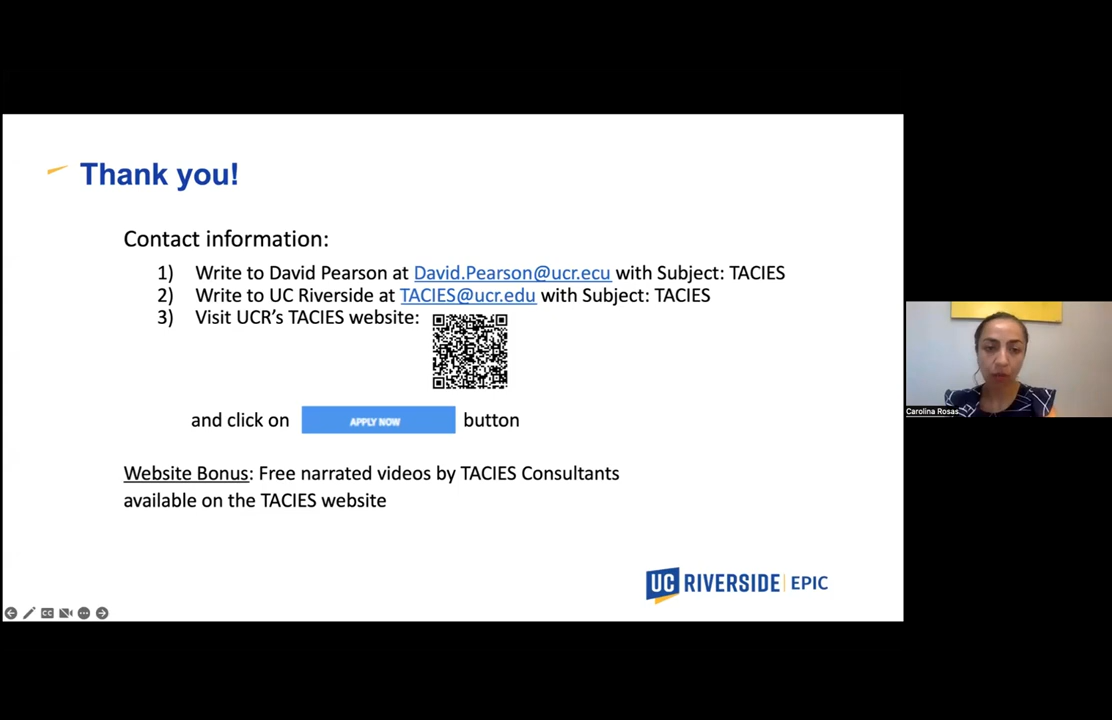 Thank you!
Contact information:
1) Write to David Pearson at David.Pearson@ucr.ecu with Subject: TACIES
2) Write to UC Riverside at TACIES@ucr.edu with Subject: TACIES
3) Visit UCR's TACIES website:
and click on APPLY NOW button
Website Bonus: Free narrated videos by TACIES Consultants
available on the TACIES website
UC RIVERSIDE | EPIC
CC
Carolina Rosas